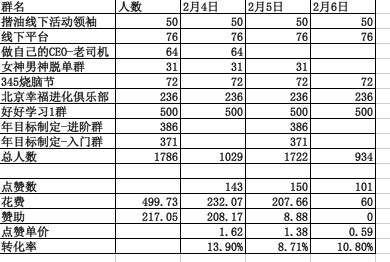 群名 人数 2月4日 2月5日 2月6日
揩油线下活动领袖 50 50 50 50
线下平台 76 76 76 76
做自己的CEO-老司机 64 64
女神男神脱单群 31 31 31
345烧脑节 72 72 72 72
北京幸福进化俱乐部 236 236 236 236
好好学习1群 500 500 500 500
年目标制定-进阶群 386 386
年目标制定-入门群 371 371
总人数 1786 1029 1722 934
点赞数 143 150 101
花费 499.73 232.07 207.66 60
赞助 217.05 208.17 8.88 0
点赞单价 1.62 1.38 0.59
转化率 13.90% 8.71% 10.80%